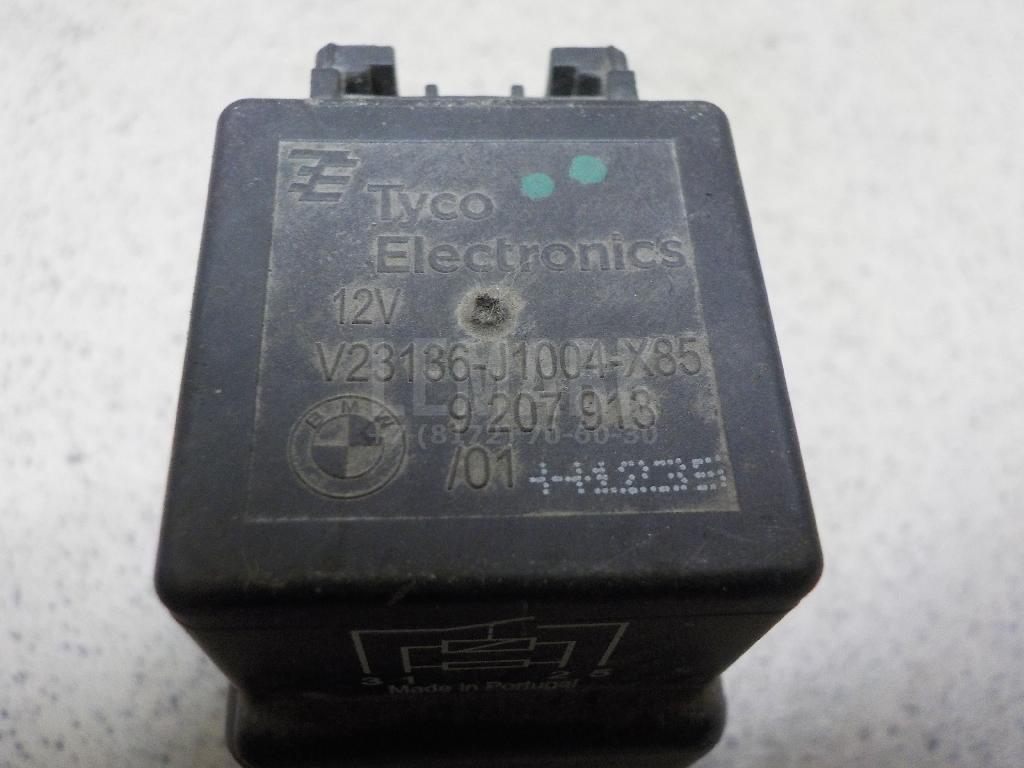 Tyco
Electronics
12V
V23136-J1004-X85
9 207 913
BMW
(8172) 70-60-30
/01
3 1 2 5
Made in Portugal